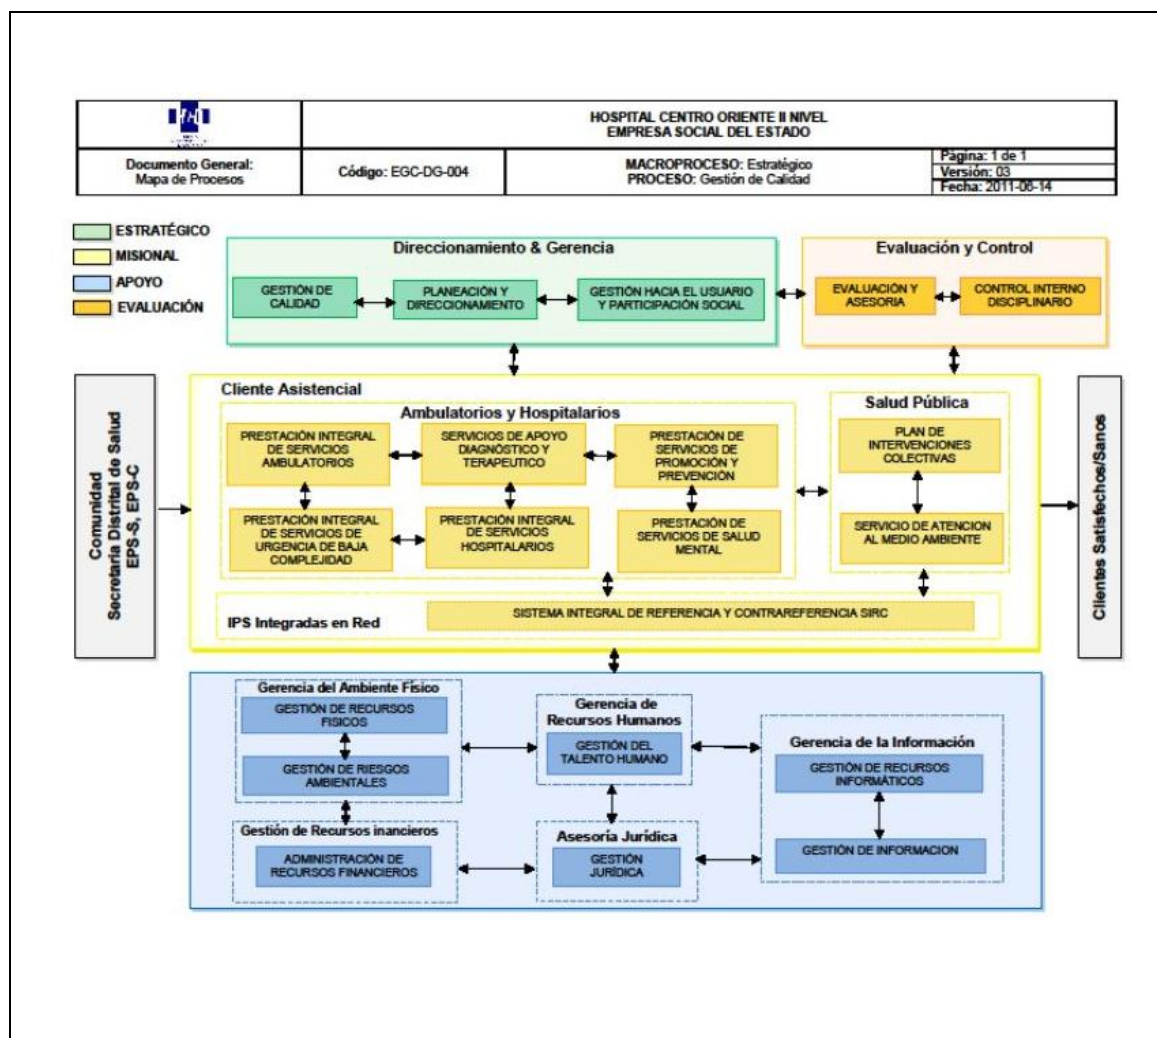 HOSPITAL CENTRO ORIENTE II NIVEL
EMPRESA SOCIAL DEL ESTADO
Documento General:
Mapa de Procesos
Código: EGC-DG-004
MACROPROCESO: Estratégico
PROCESO: Gestión de Calidad
Página: 1 de 1
Versión: 03
Fecha: 2011-06-14
ESTRATÉGICO
MISIONAL
APOYO
EVALUACIÓN
Direccionamiento & Gerencia
GESTIÓN DE
CALIDAD
PLANEACIÓN Y
DIRECCIONAMIENTO
GESTIÓN HACIA EL USUARIO
Y PARTICIPACIÓN SOCIAL
Evaluación y Control
EVALUACIÓN Y
ASESORIA
CONTROL INTERNO
DISCIPLINARIO
Comunidad
Secretaria Distrital de Salud
EPS-S, EPS-C
Cliente Asistencial
Ambulatorios y Hospitalarios
PRESTACIÓN INTEGRAL
DE SERVICIOS
AMBULATORIOS
SERVICIOS DE APOYO
DIAGNÓSTICO Y
TERAPEUTICO
PRESTACIÓN DE
SERVICIOS DE
PROMOCIÓN Y
PREVENCIÓN
PRESTACIÓN INTEGRAL
DE SERVICIOS DE
URGENCIA DE BAJA
COMPLEJIDAD
PRESTACIÓN INTEGRAL
DE SERVICIOS
HOSPITALARIOS
PRESTACIÓN DE
SERVICIOS DE SALUD
MENTAL
Salud Pública
PLAN DE
INTERVENCIONES
COLECTIVAS
SERVICIO DE ATENCION
AL MEDIO AMBIENTE
IPS Integradas en Red
SISTEMA INTEGRAL DE REFERENCIA Y CONTRAREFERENCIA SIRC
Clientes Satisfechos/Sanos
Gerencia del Ambiente Físico
GESTIÓN DE RECURSOS
FISICOS
GESTIÓN DE RIESGOS
AMBIENTALES
Gerencia de
Recursos Humanos
GESTIÓN DEL
TALENTO HUMANO
Gerencia de la Información
GESTIÓN DE RECURSOS
INFORMÁTICOS
GESTIÓN DE INFORMACION
Gestión de Recursos inancieros
ADMINISTRACIÓN DE
RECURSOS FINANCIEROS
Asesoría Jurídica
GESTIÓN
JURÍDICA